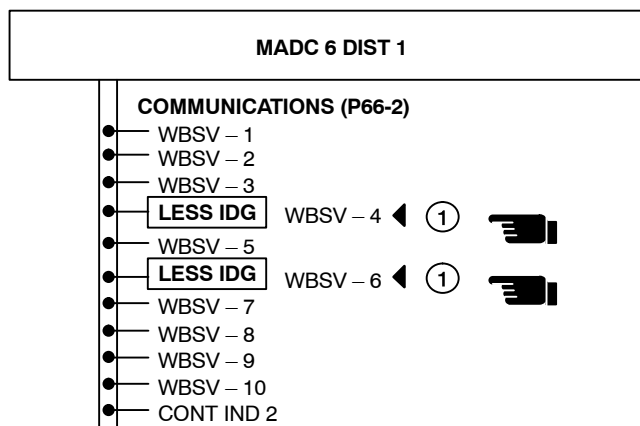 MADC 6 DIST 1
COMMUNICATIONS (P66-2)
WBSV – 1
WBSV – 2
WBSV – 3
LESS IDG WBSV – 4 1
WBSV – 5
LESS IDG WBSV – 6 1
WBSV – 7
WBSV – 8
WBSV – 9
WBSV – 10
CONT IND 2